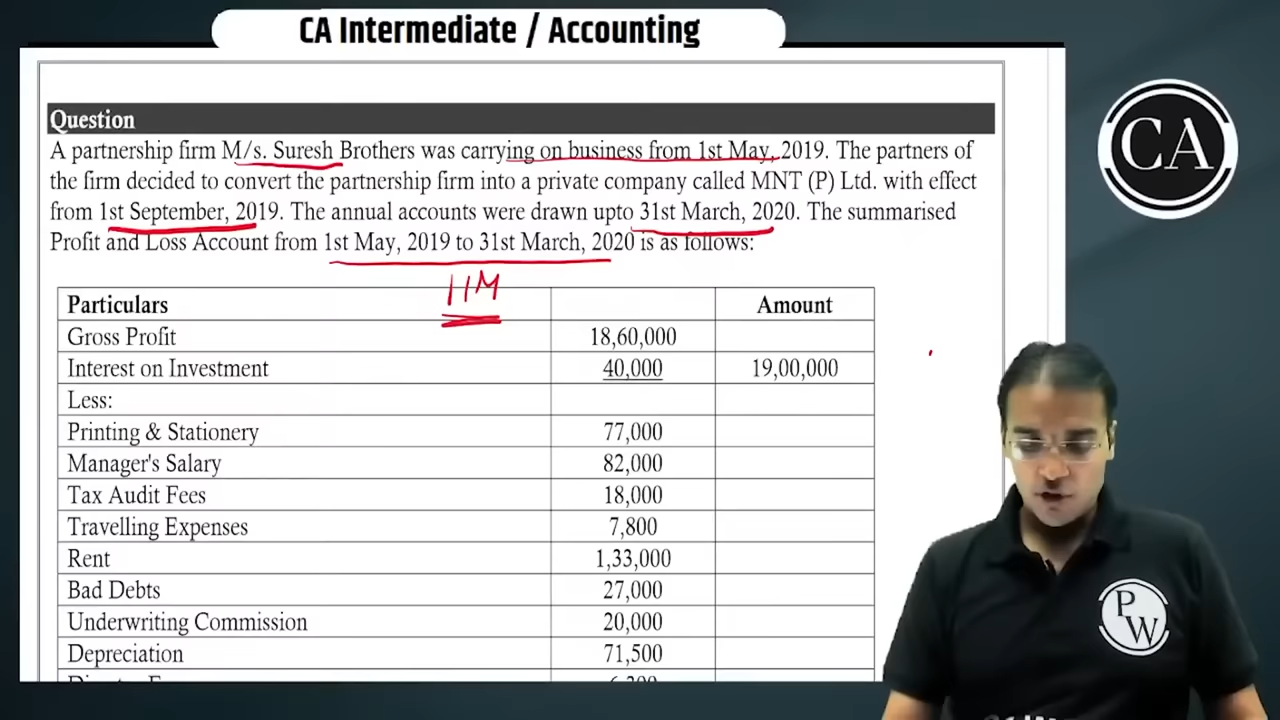 CA Intermediate / Accounting
CA
Question
A partnership firm M/s. Suresh Brothers was carrying on business from 1st May, 2019. The partners of
the firm decided to convert the partnership firm into a private company called MNT (P) Ltd. with effect
from 1st September, 2019. The annual accounts were drawn upto 31st March, 2020. The summarised
Profit and Loss Account from 1st May, 2019 to 31st March, 2020 is as follows:
11M
Particulars Amount
Gross Profit 18,60,000
Interest on Investment 40,000 19,00,000
Less:
Printing & Stationery 77,000
Manager's Salary 82,000
Tax Audit Fees 18,000
Travelling Expenses 7,800
Rent 1,33,000
Bad Debts 27,000
Underwriting Commission 20,000
Depreciation 71,500
P
W